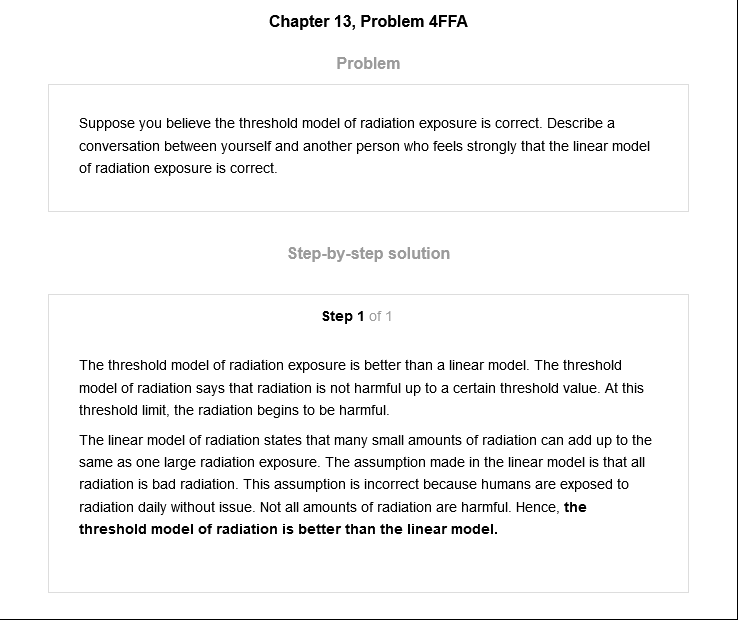 Chapter 13, Problem 4FFA
Problem
Suppose you believe the threshold model of radiation exposure is correct. Describe a
conversation between yourself and another person who feels strongly that the linear model
of radiation exposure is correct.
Step-by-step solution
Step 1 of 1
The threshold model of radiation exposure is better than a linear model. The threshold
model of radiation says that radiation is not harmful up to a certain threshold value. At this
threshold limit, the radiation begins to be harmful.
The linear model of radiation states that many small amounts of radiation can add up to the
same as one large radiation exposure. The assumption made in the linear model is that all
radiation is bad radiation. This assumption is incorrect because humans are exposed to
radiation daily without issue. Not all amounts of radiation are harmful. Hence, the
threshold model of radiation is better than the linear model.